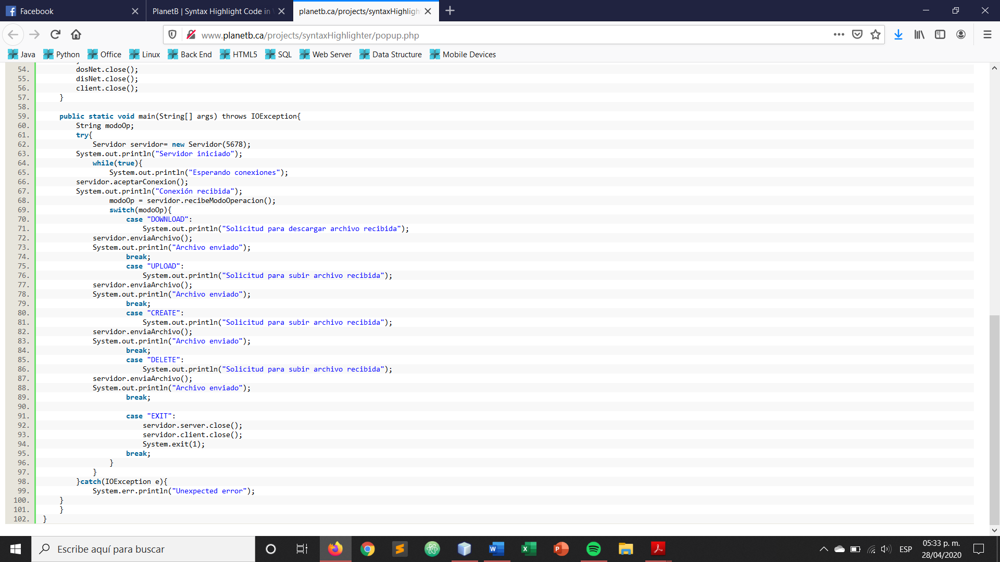 Facebook
PlanetB | Syntax Highlight Code in
planetb.ca/projects/syntaxHighligh
www.planetb.ca/projects/syntaxHighlighter/popup.php
Java Python Office Linux Back End HTML5 SQL Web Server Data Structure Mobile Devices
54. dosNet.close();
55. disNet.close();
56. client.close();
57. }
58.
59. public static void main(String[] args) throws IOException{
60. String modoOp;
61. try{
62. Servidor servidor= new Servidor(5678);
63. System.out.println("Servidor iniciado");
64. while(true){
65. System.out.println("Esperando conexiones");
66. servidor.aceptarConexion();
67. System.out.println("Conexión recibida");
68. modoOp = servidor.recibeModoOperacion();
69. switch(modoOp){
70. case "DOWNLOAD":
71. System.out.println("Solicitud para descargar archivo recibida");
72. servidor.enviaArchivo();
73. System.out.println("Archivo enviado");
74. break;
75. case "UPLOAD":
76. System.out.println("Solicitud para subir archivo recibida");
77. servidor.enviaArchivo();
78. System.out.println("Archivo enviado");
79. break;
80. case "CREATE":
81. System.out.println("Solicitud para subir archivo recibida");
82. servidor.enviaArchivo();
83. System.out.println("Archivo enviado");
84. break;
85. case "DELETE":
86. System.out.println("Solicitud para subir archivo recibida");
87. servidor.enviaArchivo();
88. System.out.println("Archivo enviado");
89. break;
90.
91. case "EXIT":
92. servidor.server.close();
93. servidor.client.close();
94. System.exit(1);
95. break;
96. }
97. }
98. }catch(IOException e){
99. System.err.println("Unexpected error");
100. }
101. }
102. }
Escribe aquí para buscar
ESP
05:33 p. m.
28/04/2020